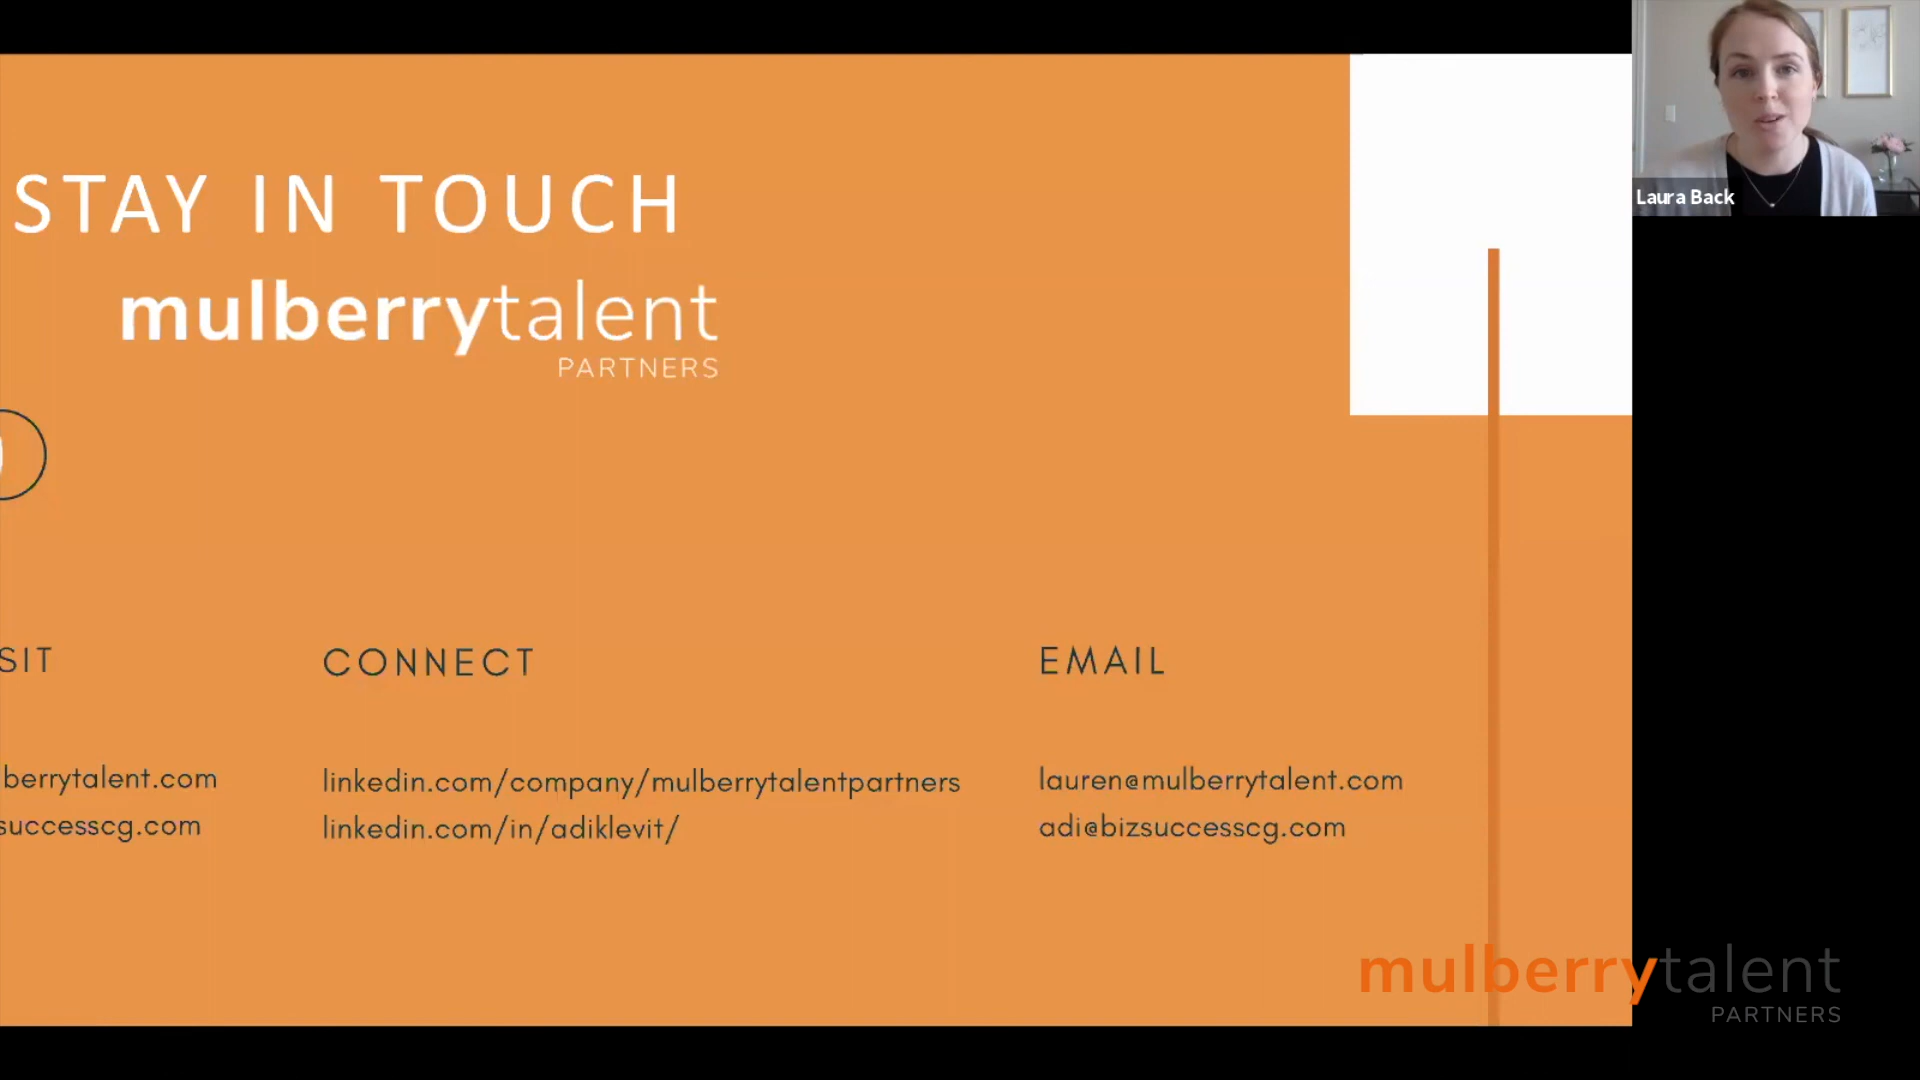 STAY IN TOUCH
mulberrytalent
PARTNERS
SIT
CONNECT
EMAIL
berrytalent.com
successcg.com
linkedin.com/company/mulberrytalentpartners
linkedin.com/in/adiklevit/
lauren@mulberrytalent.com
adi@bizsuccesscg.com
Laura Back
mulberrytalent
PARTNERS